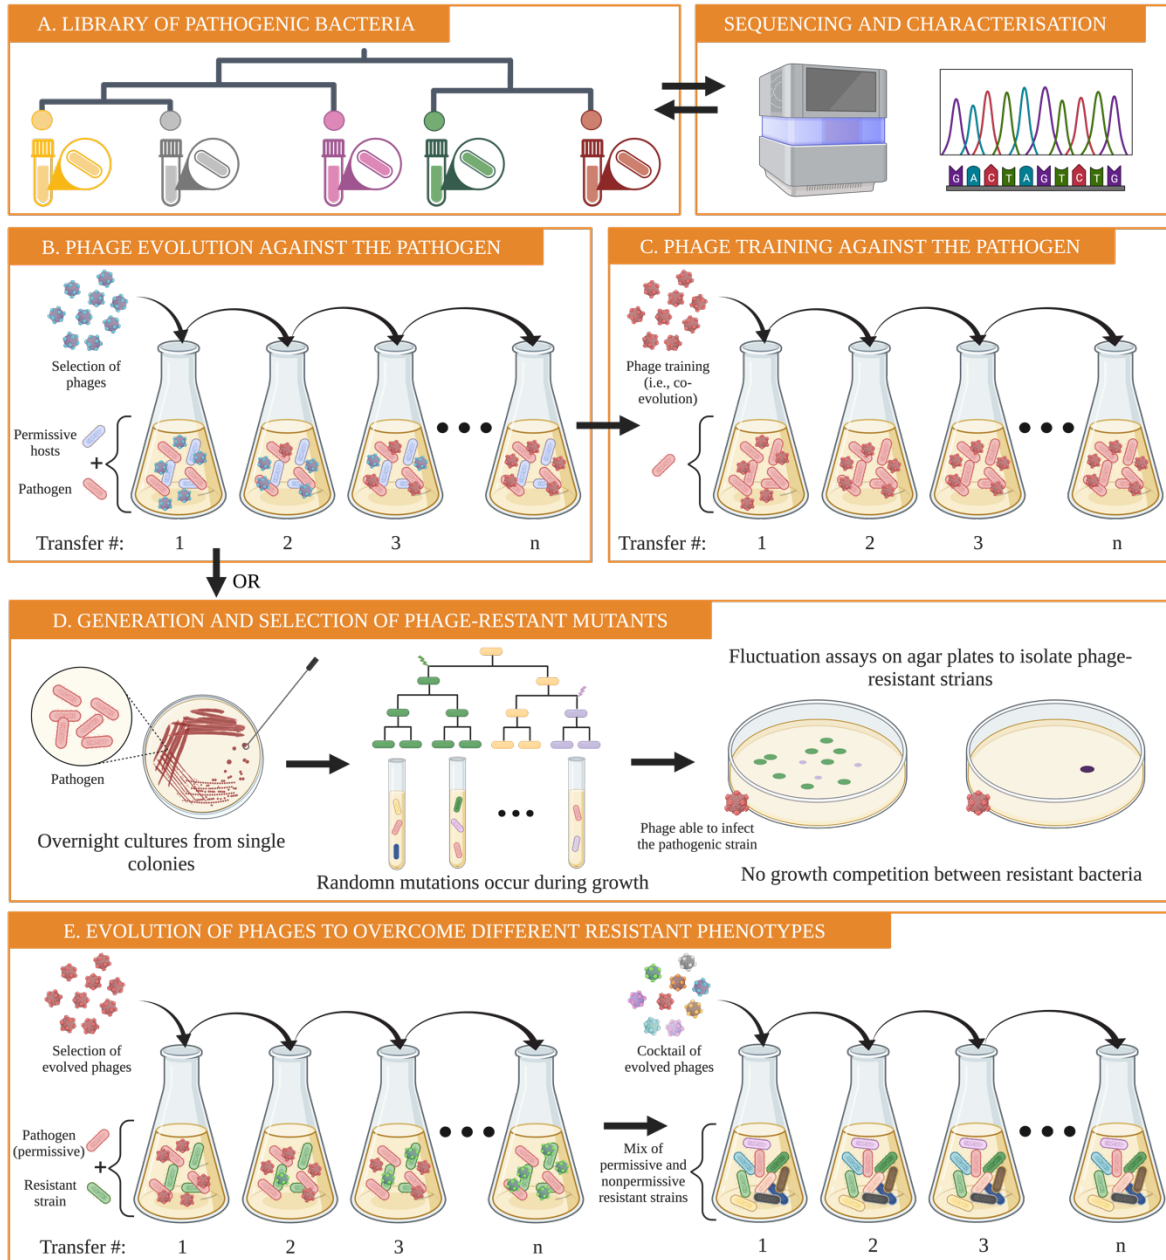 A. LIBRARY OF PATHOGENIC BACTERIA
SEQUENCING AND CHARACTERISATION
G A C T A G T C T G
B. PHAGE EVOLUTION AGAINST THE PATHOGEN
Selection of
phages
Permissive
hosts
+
Pathogen
Transfer #: 1 2 3 n
C. PHAGE TRAINING AGAINST THE PATHOGEN
Phage training
(i.e., co-
evolution)
Transfer #: 1 2 3 n
OR
D. GENERATION AND SELECTION OF PHAGE-RESTANT MUTANTS
Pathogen
Overnight cultures from single
colonies
Randomn mutations occur during growth
Fluctuation assays on agar plates to isolate phage-
resistant strians
Phage able to infect
the pathogenic strain
No growth competition between resistant bacteria
E. EVOLUTION OF PHAGES TO OVERCOME DIFFERENT RESISTANT PHENOTYPES
Selection of
evolved phages
Pathogen
(permissive)
+
Resistant
strain
Transfer #: 1 2 3 n
Cocktail of
evolved phages
Mix of
permissive and
nonpermissive
resistant strains
1 2 3 n